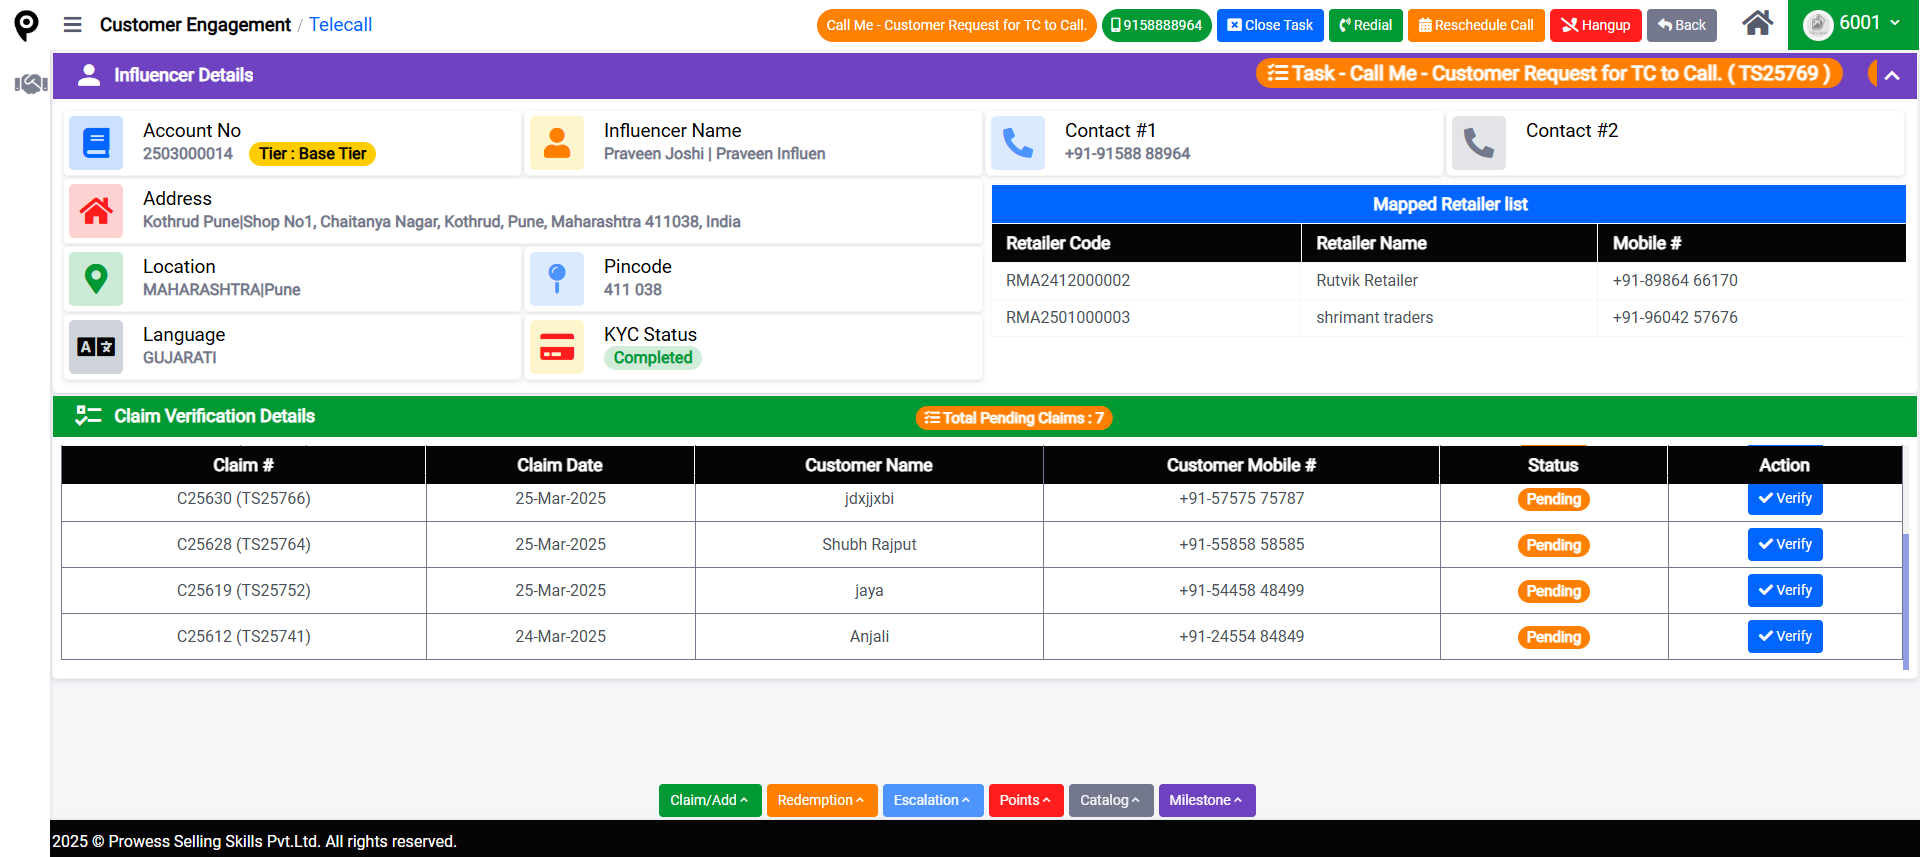 Customer Engagement / Telecall
Call Me - Customer Request for TC to Call.
9158888964
Close Task
Redial
Reschedule Call
Hangup
Back
6001
Influencer Details
Task - Call Me - Customer Request for TC to Call. ( TS25769 )
Account No
2503000014 Tier : Base Tier
Influencer Name
Praveen Joshi | Praveen Influen
Contact #1
+91-91588 88964
Contact #2
Address
Kothrud Pune|Shop No1, Chaitanya Nagar, Kothrud, Pune, Maharashtra 411038, India
Location
MAHARASHTRA|Pune
Pincode
411 038
Language
GUJARATI
KYC Status
Completed
Mapped Retailer list
Retailer Code Retailer Name Mobile #
RMA2412000002 Rutvik Retailer +91-89864 66170
RMA2501000003 shrimant traders +91-96042 57676
Claim Verification Details
Total Pending Claims : 7
Claim # Claim Date Customer Name Customer Mobile # Status Action
C25630 (TS25766) 25-Mar-2025 jdxjjxbi +91-57575 75787 Pending Verify
C25628 (TS25764) 25-Mar-2025 Shubh Rajput +91-55858 58585 Pending Verify
C25619 (TS25752) 25-Mar-2025 jaya +91-54458 48499 Pending Verify
C25612 (TS25741) 24-Mar-2025 Anjali +91-24554 84849 Pending Verify
Claim/Add
Redemption
Escalation
Points
Catalog
Milestone
2025 © Prowess Selling Skills Pvt.Ltd. All rights reserved.